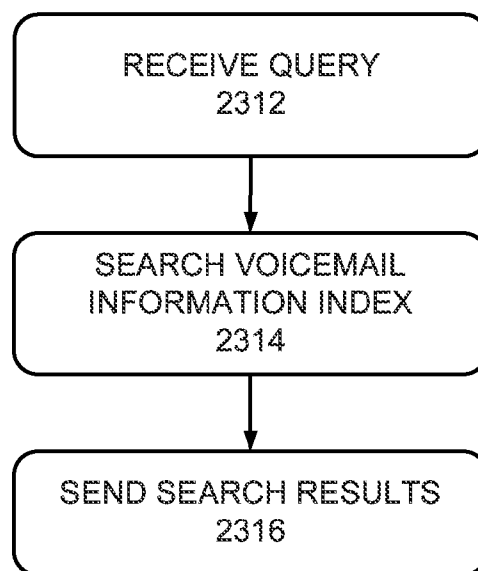 RECEIVE QUERY
2312
SEARCH VOICEMAIL
INFORMATION INDEX
2314
SEND SEARCH RESULTS
2316